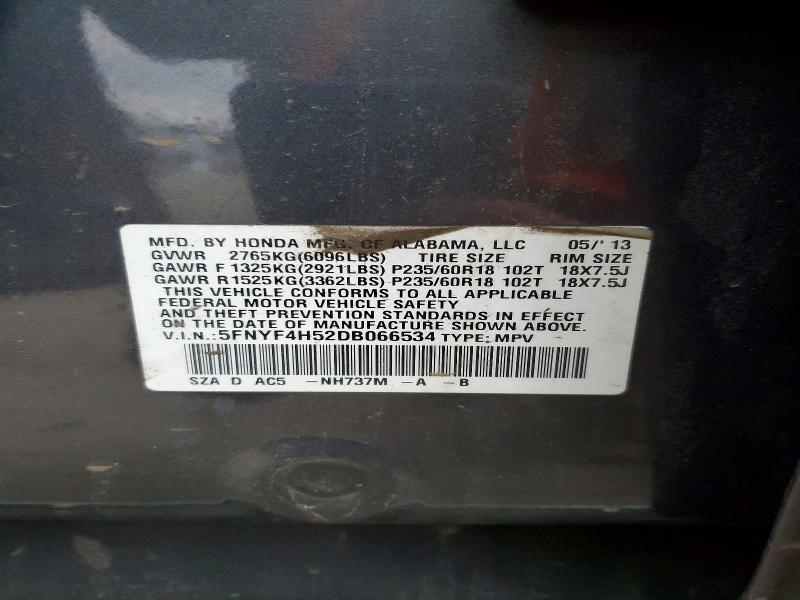 MFD. BY HONDA MFG. OF ALABAMA, LLC 05/'13
GVWR 2765KG(6096LBS) TIRE SIZE RIM SIZE
GAWR F 1325KG(2921LBS) P235/60R18 102T 18X7.5J
GAWR R1525KG(3362LBS) P235/60R18 102T 18X7.5J
THIS VEHICLE CONFORMS TO ALL APPLICABLE
FEDERAL MOTOR VEHICLE SAFETY
AND THEFT PREVENTION STANDARDS IN EFFECT
ON THE DATE OF MANUFACTURE SHOWN ABOVE.
V.I.N.:5FNYF4H52DB066534 TYPE: MPV
SZA D AC5 -NH737M -A -B